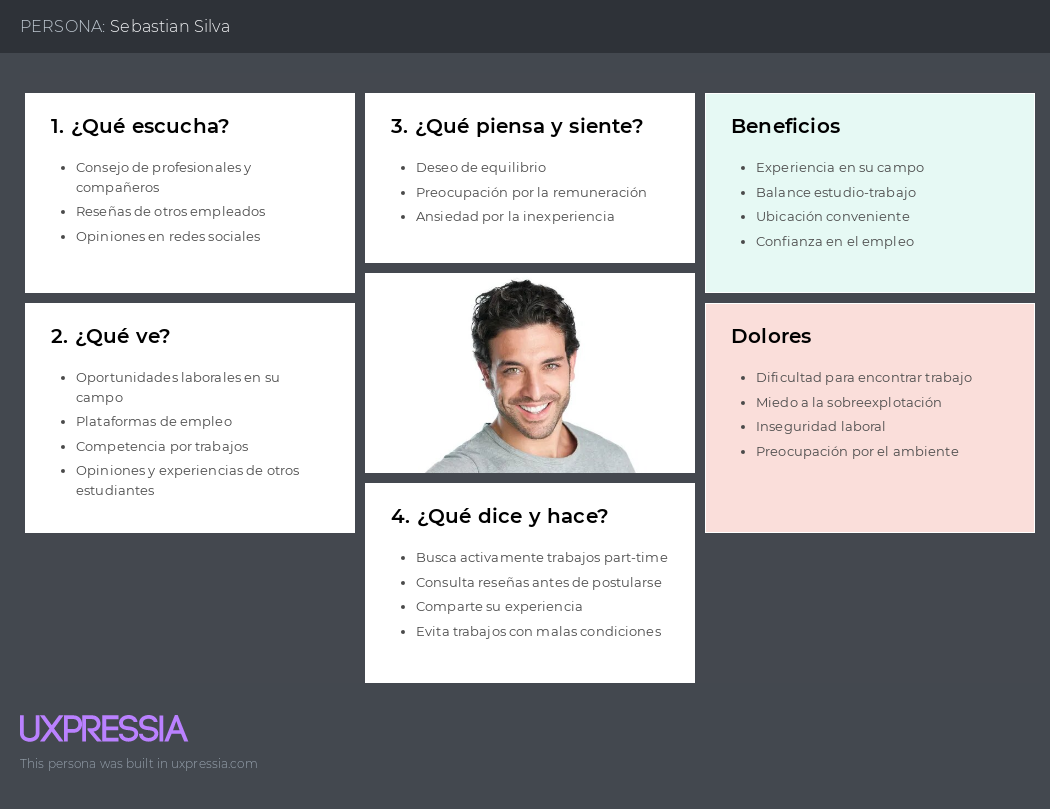 PERSONA: Sebastian Silva
1. ¿Qué escucha?
Consejo de profesionales y
compañeros
Reseñas de otros empleados
Opiniones en redes sociales
2. ¿Qué ve?
Oportunidades laborales en su
campo
Plataformas de empleo
Competencia por trabajos
Opiniones y experiencias de otros
estudiantes
3. ¿Qué piensa y siente?
Deseo de equilibrio
Preocupación por la remuneración
Ansiedad por la inexperiencia
4. ¿Qué dice y hace?
Busca activamente trabajos part-time
Consulta reseñas antes de postularse
Comparte su experiencia
Evita trabajos con malas condiciones
Beneficios
Experiencia en su campo
Balance estudio-trabajo
Ubicación conveniente
Confianza en el empleo
Dolores
Dificultad para encontrar trabajo
Miedo a la sobreexplotación
Inseguridad laboral
Preocupación por el ambiente
UXPRESSIA
This persona was built in uxpressia.com